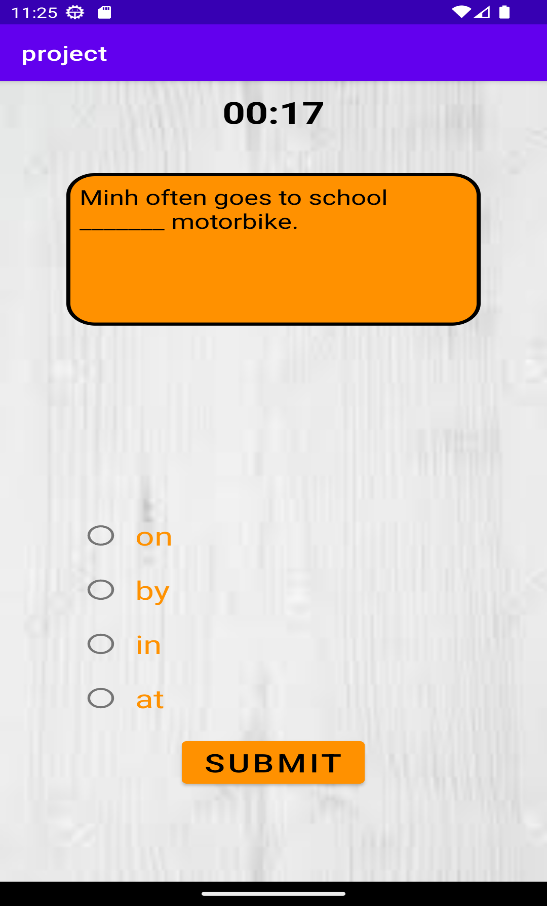 11:25
project
00:17
Minh often goes to school
_______ motorbike.
on
by
in
at
SUBMIT